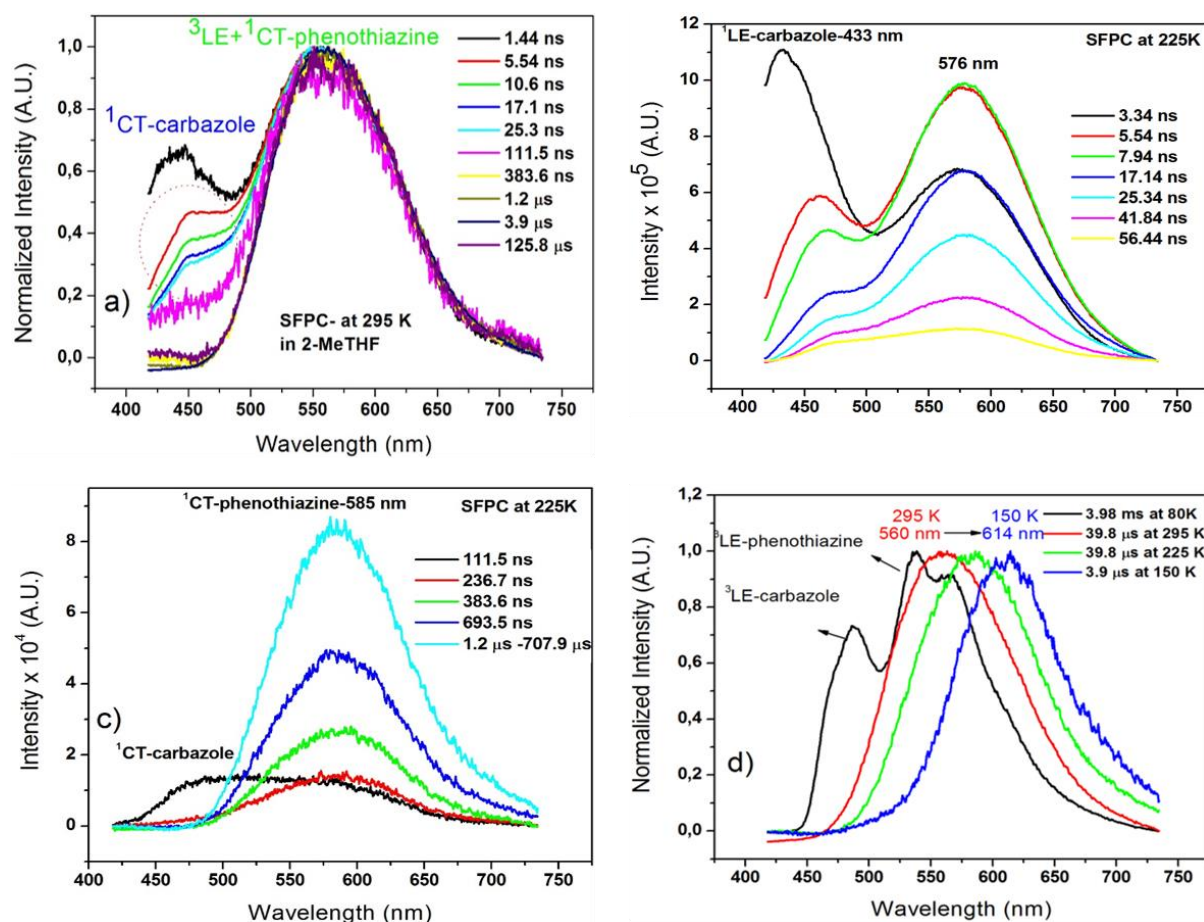 ³LE+¹CT-phenothiazine
¹CT-carbazole
1.44 ns
5.54 ns
10.6 ns
17.1 ns
25.3 ns
111.5 ns
383.6 ns
1.2 µs
3.9 µs
125.8 µs
a)
SFPC- at 295 K
in 2-MeTHF
1,0
0,8
0,6
0,4
0,2
0,0
Normalized Intensity (A.U.)
400 450 500 550 600 650 700 750
Wavelength (nm)
¹LE-carbazole-433 nm
SFPC at 225K
576 nm
3.34 ns
5.54 ns
7.94 ns
17.14 ns
25.34 ns
41.84 ns
56.44 ns
12
10
8
6
4
2
0
Intensity x 10⁵ (A.U.)
400 450 500 550 600 650 700 750
Wavelength (nm)
¹CT-phenothiazine-585 nm
SFPC at 225K
111.5 ns
236.7 ns
383.6 ns
693.5 ns
1.2 µs -707.9 µs
c)
¹CT-carbazole
8
6
4
2
0
Intensity x 10⁴ (A.U.)
400 450 500 550 600 650 700 750
Wavelength (nm)
295 K 150 K
560 nm 614 nm
³LE-phenothiazine
³LE-carbazole
3.98 ms at 80K
39.8 µs at 295 K
39.8 µs at 225 K
3.9 µs at 150 K
d)
1,2
1,0
0,8
0,6
0,4
0,2
0,0
Normalized Intensity (A.U.)
400 450 500 550 600 650 700 750
Wavelength (nm)